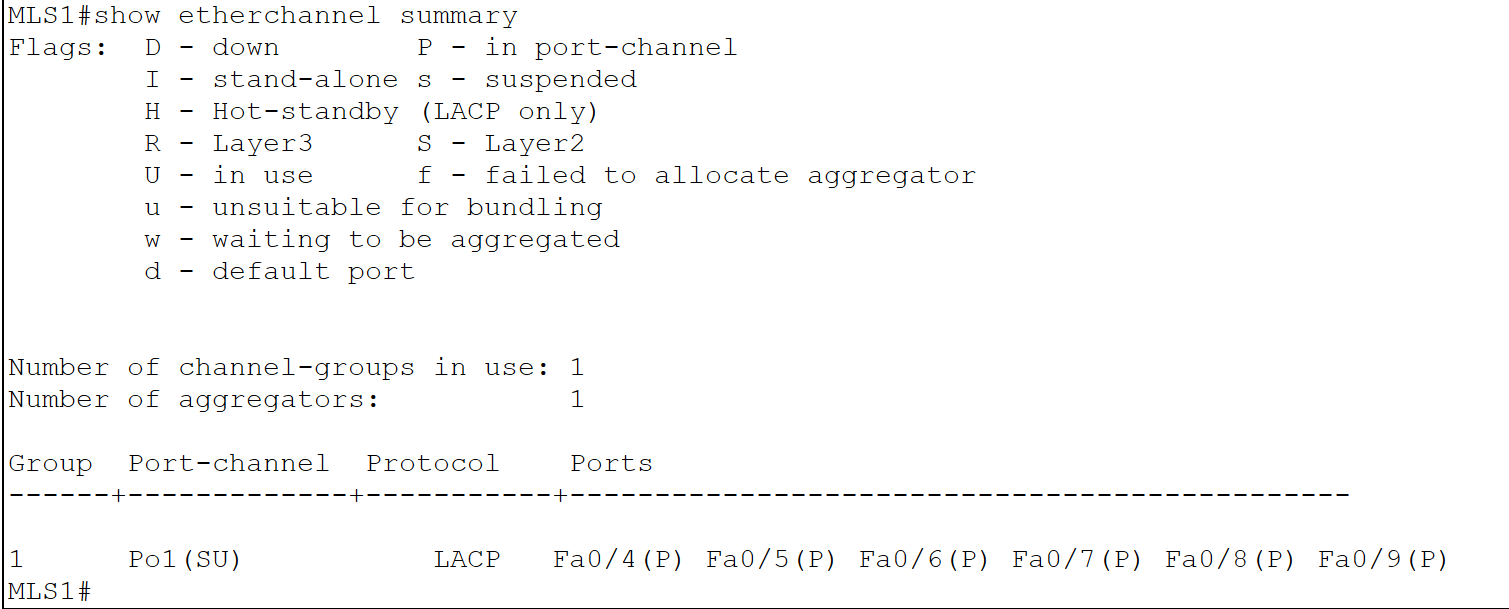 MLS1#show etherchannel summary
Flags:  D - down        P - in port-channel
        I - stand-alone s - suspended
        H - Hot-standby (LACP only)
        R - Layer3      S - Layer2
        U - in use      f - failed to allocate aggregator
        u - unsuitable for bundling
        w - waiting to be aggregated
        d - default port
Number of channel-groups in use: 1
Number of aggregators:           1
Group  Port-channel  Protocol    Ports
------+-------------+-----------+----------------------------------------------
1      Po1(SU)           LACP   Fa0/4(P) Fa0/5(P) Fa0/6(P) Fa0/7(P) Fa0/8(P) Fa0/9(P)
MLS1#